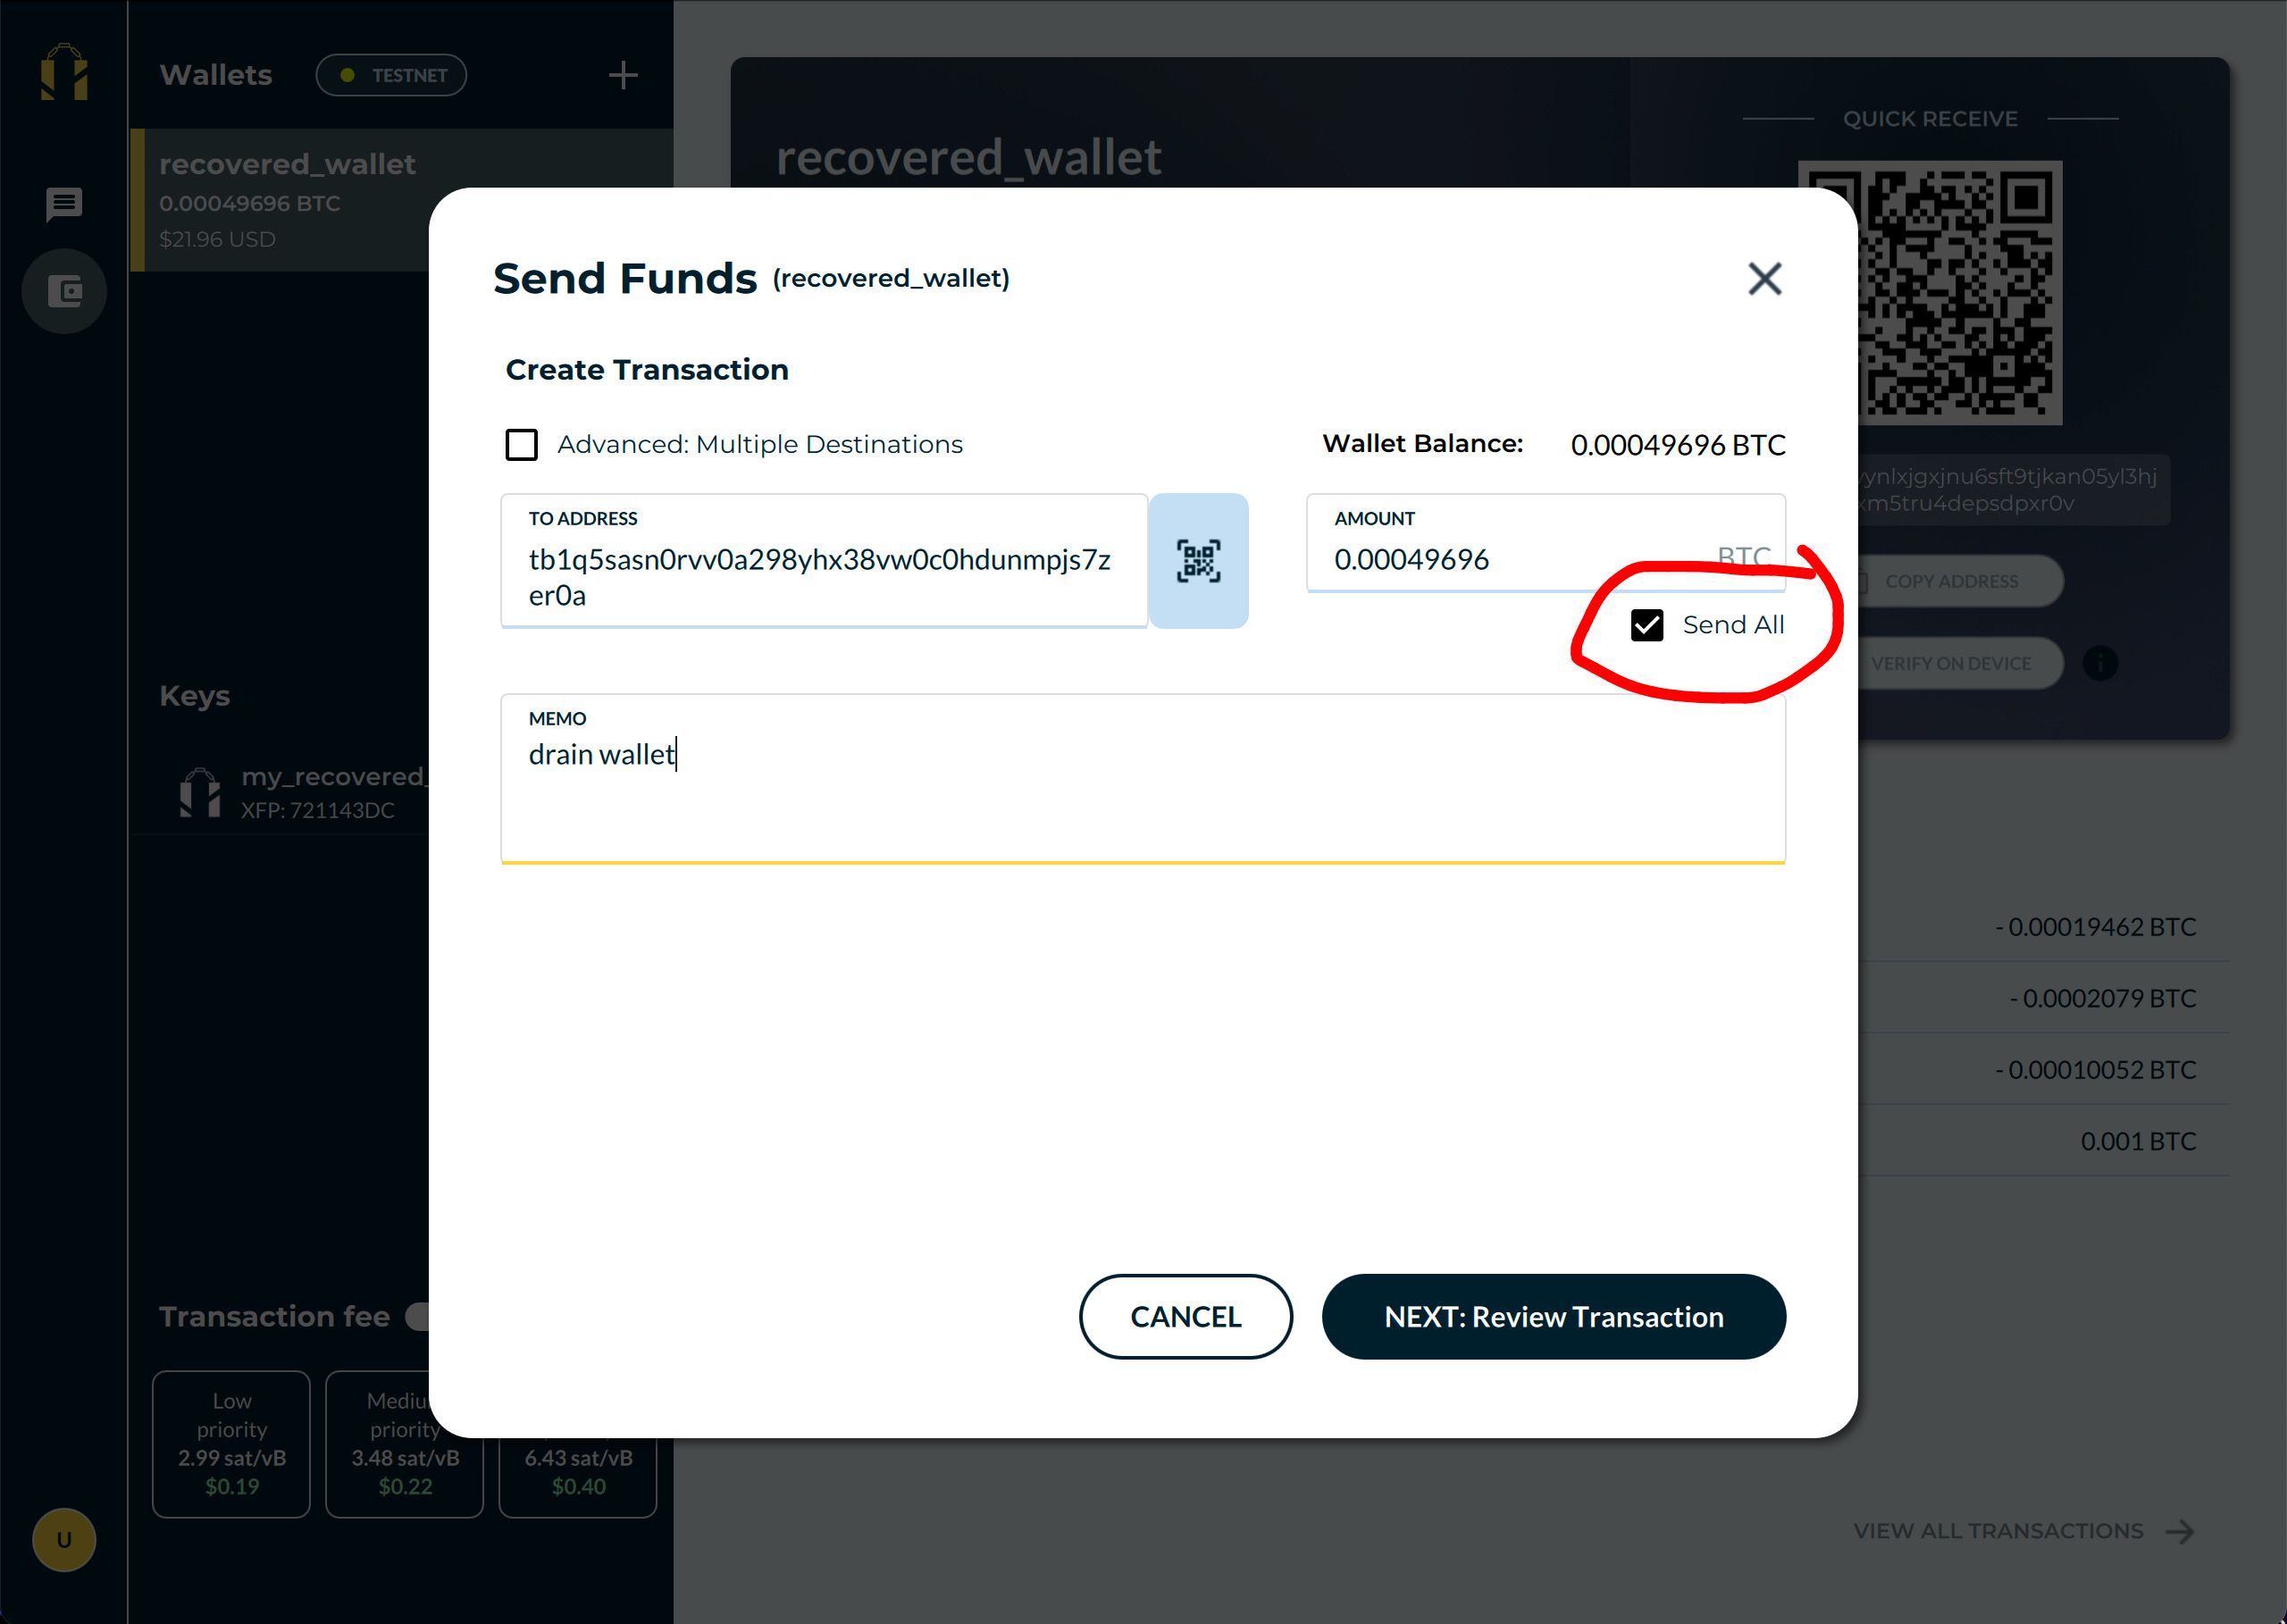 Wallets
TESTNET
recovered_wallet
0.00049696 BTC
$21.96 USD
Keys
my_recovered_
XFP: 721143DC
Transaction fee
Low
priority
2.99 sat/vB
$0.19
priority
3.48 sat/vB
$0.22
6.43 sat/vB
$0.40
U
recovered_wallet
QUICK RECEIVE
ynlxjgxjnu6sft9tjkan05yl3hj
xm5tru4depsdpxr0v
COPY ADDRESS
VERIFY ON DEVICE
i
Send Funds (recovered_wallet)
Create Transaction
Advanced: Multiple Destinations
Wallet Balance: 0.00049696 BTC
TO ADDRESS
tb1q5sasn0rvv0a298yhx38vw0c0hdunmpjs7z
er0a
AMOUNT
0.00049696 BTC
Send All
MEMO
drain wallet
CANCEL
NEXT: Review Transaction
- 0.00019462 BTC
- 0.0002079 BTC
- 0.00010052 BTC
0.001 BTC
VIEW ALL TRANSACTIONS